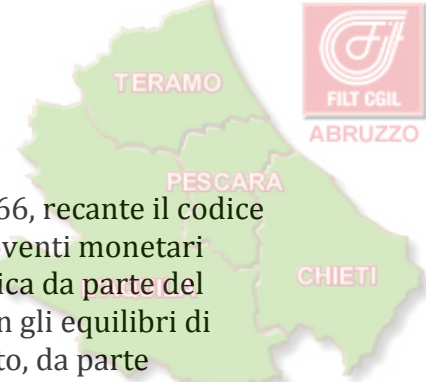 TERAMO
FILT CGIL
ABRUZZO
PESCARA
66, recante il codice
oventi monetari
ica da parte del
CHIETI
n gli equilibri di
to, da parte